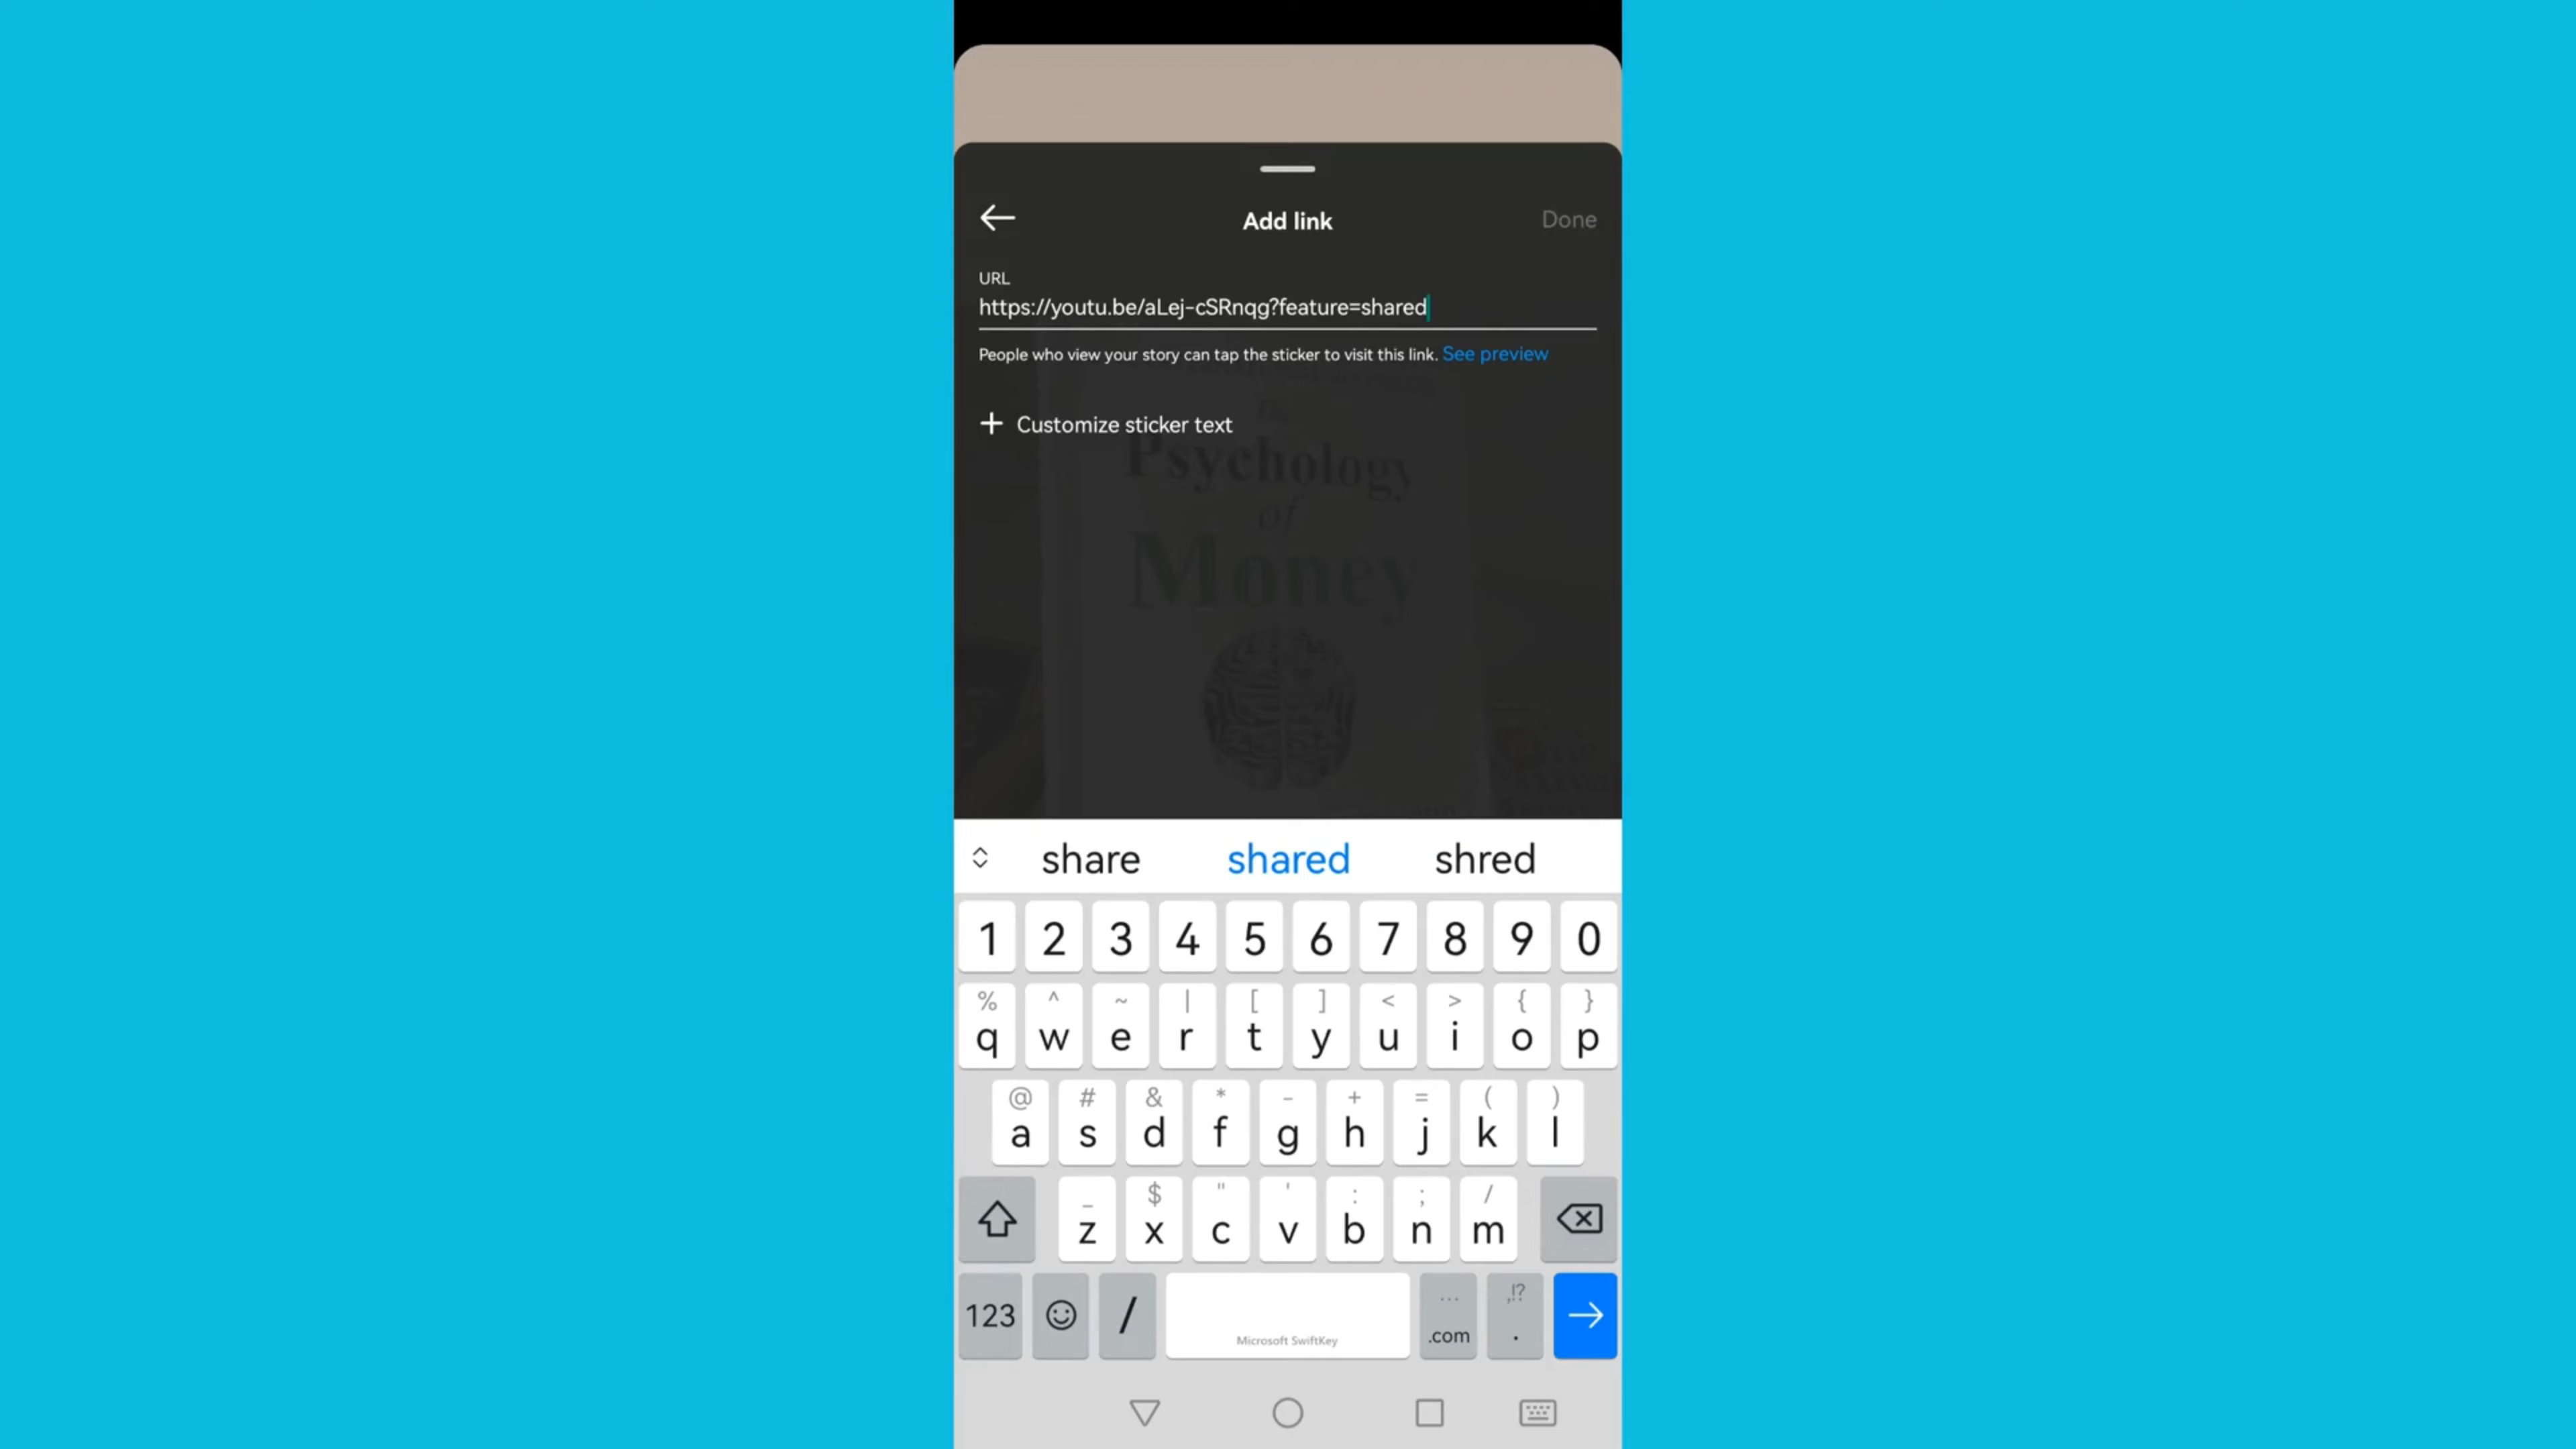 Add link
Done
URL
https://youtu.be/aLej-cSRnqg?feature=shared
People who view your story can tap the sticker to visit this link. See preview
+ Customize sticker text
The
Psychology
of
Money
share shared shred
1 2 3 4 5 6 7 8 9 0
% ^ ~ | [ ] < > { }
q w e r t y u i o p
@ # & * - + = ( )
a s d f g h j k l
_ $ " ' : ; /
z x c v b n m
... ,!?
123 / .com .
Microsoft SwiftKey